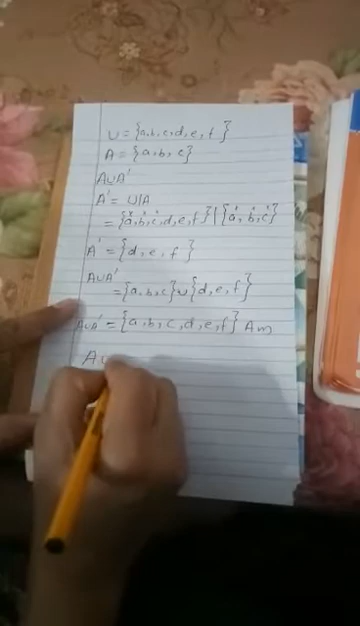 U = {a,b,c,d,e,f}
A = {a,b,c}
A∪A'
A' = U|A
= {a,b,c,d,e,f} | {a,b,c}
A' = {d,e,f}
A∪A'
= {a,b,c} ∪ {d,e,f}
A∪A' = {a,b,c,d,e,f} Am
A∪